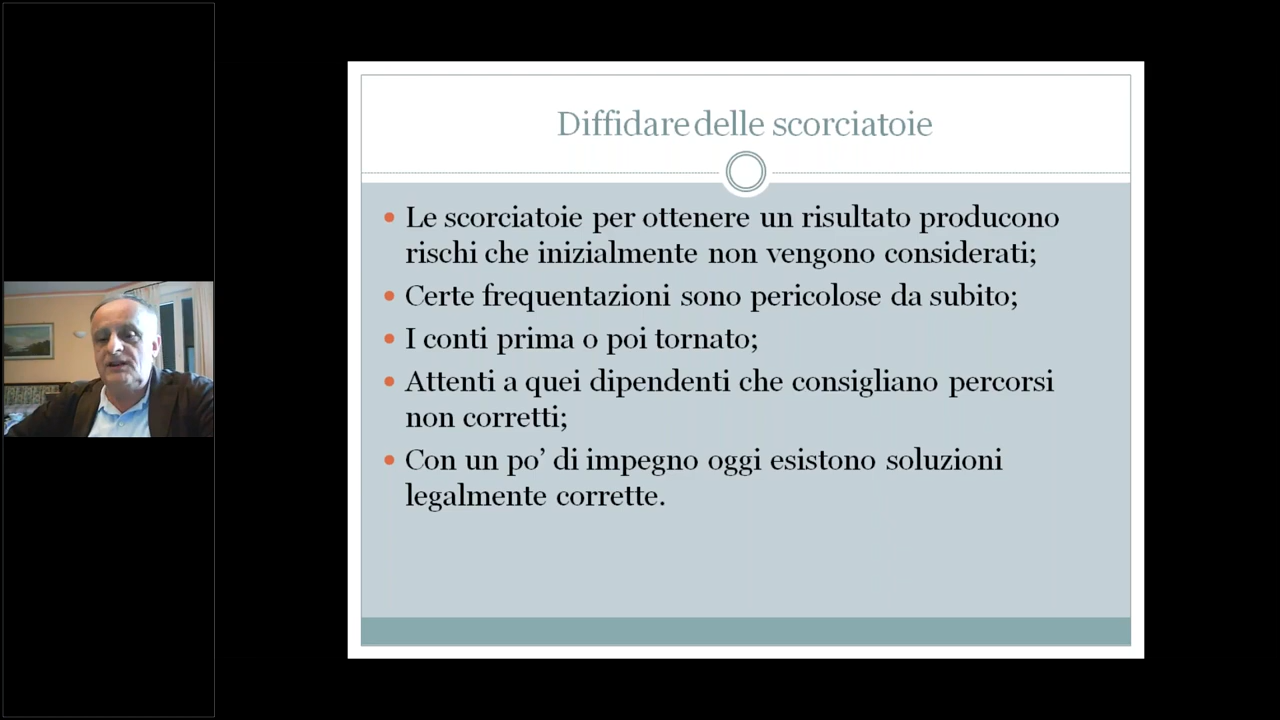 Diffidare delle scorciatoie
• Le scorciatoie per ottenere un risultato producono
rischi che inizialmente non vengono considerati;
• Certe frequentazioni sono pericolose da subito;
• I conti prima o poi tornato;
• Attenti a quei dipendenti che consigliano percorsi
non corretti;
• Con un po’ di impegno oggi esistono soluzioni
legalmente corrette.